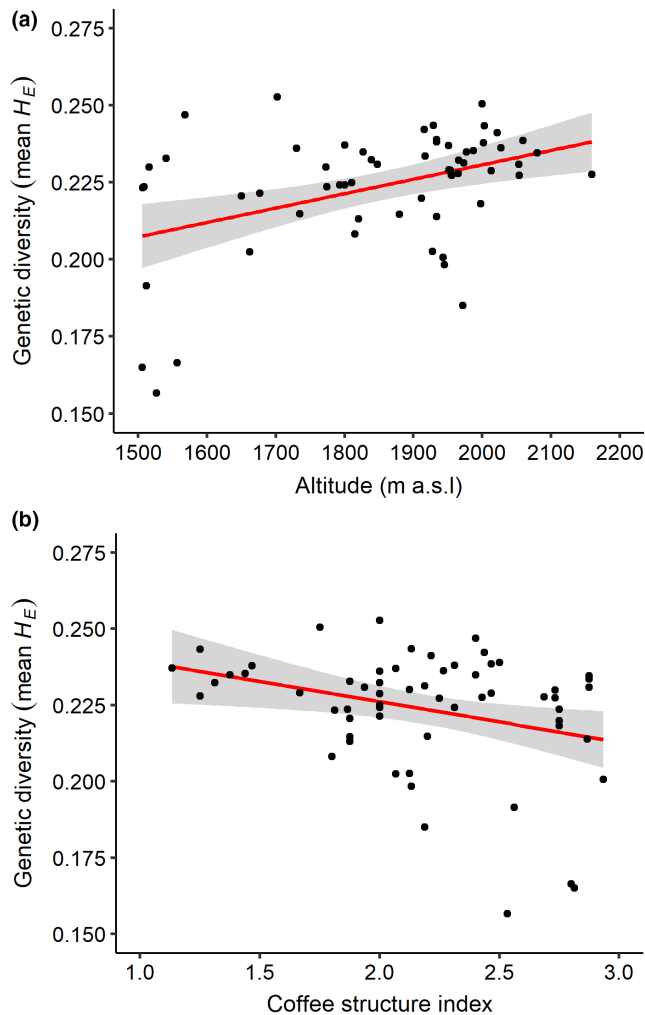 (a)
0.275
0.250
0.225
0.200
0.175
0.150
Genetic diversity (mean H_E)
1500 1600 1700 1800 1900 2000 2100 2200
Altitude (m a.s.l)
(b)
0.275
0.250
0.225
0.200
0.175
0.150
Genetic diversity (mean H_E)
1.0 1.5 2.0 2.5 3.0
Coffee structure index